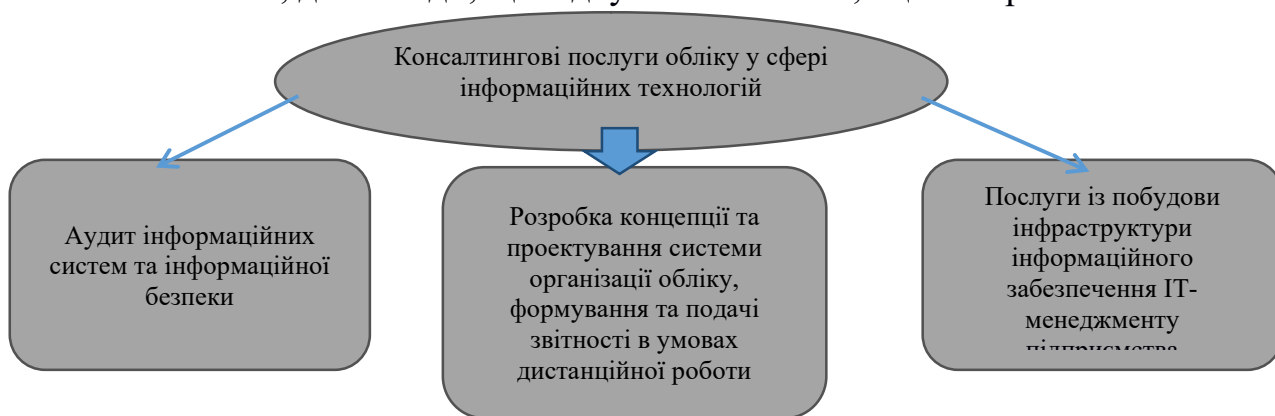 Консалтингові послуги обліку у сфері
інформаційних технологій
Аудит інформаційних
систем та інформаційної
безпеки
Розробка концепції та
проектування системи
організації обліку,
формування та подачі
звітності в умовах
дистанційної роботи
Послуги із побудови
інфраструктури
інформаційного
забезпечення ІТ-
менеджменту
підприємства